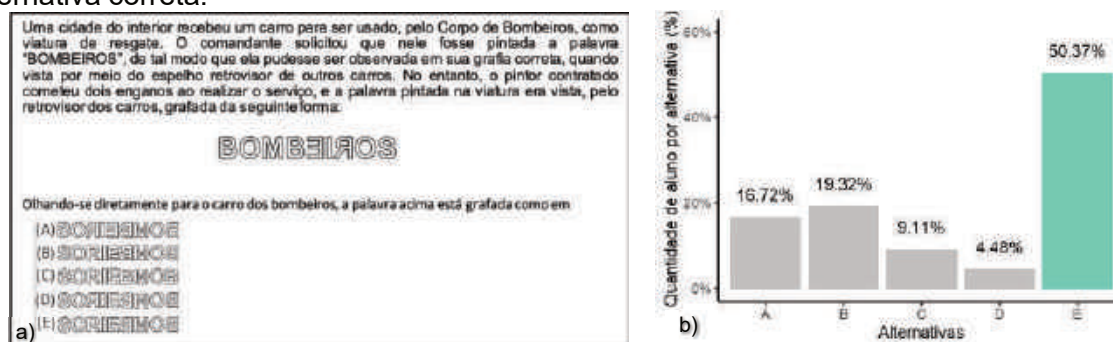 rnativa correta.
Uma cidade do interior recebeu um carro para ser usado, pelo Corpo de Bombeiros, como
viatura de resgate. O comandante solicitou que nele fosse pintada a palavra
"BOMBEIROS", de tal modo que ela pudesse ser observada em sua grafia correta, quando
vista por meio do espelho retrovisor de outros carros. No entanto, o pintor contratado
cometeu dois enganos ao realizar o serviço, e a palavra pintada na viatura era vista, pelo
retrovisor dos carros, grafada da seguinte forma:
Olhando-se diretamente para o carro dos bombeiros, a palavra acima está grafada como em
(A)
(B)
(C)
(D)
(E)
a)
Quantidade de aluno por alternativa (%)
60%
40%
20%
0%
16.72%
19.32%
9.11%
4.48%
50.37%
A B C D E
Alternativas
b)